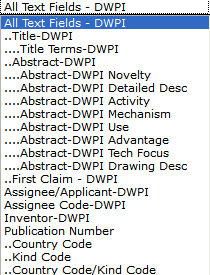 All Text Fields - DWPI
All Text Fields - DWPI
..Title-DWPI
....Title Terms-DWPI
..Abstract-DWPI
....Abstract-DWPI Novelty
....Abstract-DWPI Detailed Desc
....Abstract-DWPI Activity
....Abstract-DWPI Mechanism
....Abstract-DWPI Use
....Abstract-DWPI Advantage
....Abstract-DWPI Tech Focus
....Abstract-DWPI Drawing Desc
..First Claim - DWPI
Assignee/Applicant-DWPI
Assignee Code-DWPI
Inventor-DWPI
Publication Number
..Country Code
..Kind Code
..Country Code/Kind Code